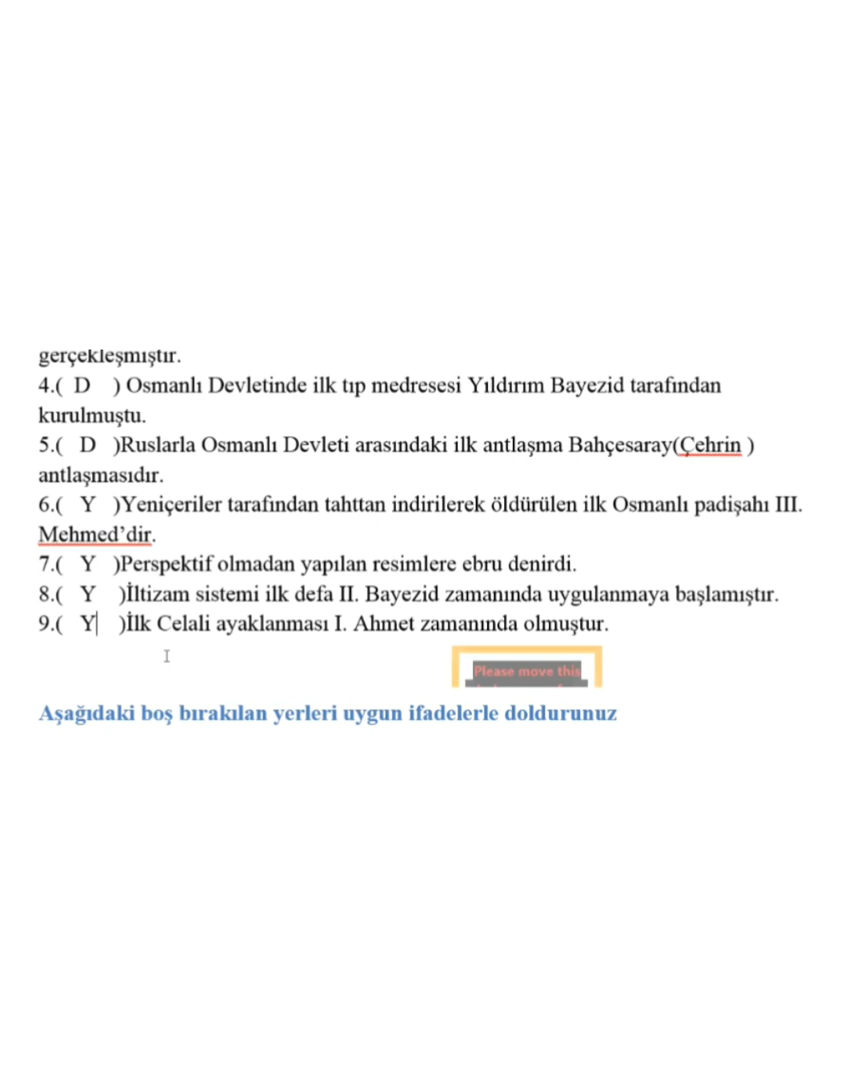 gerçekleşmıştır.
4.( D ) Osmanlı Devletinde ilk tıp medresesi Yıldırım Bayezid tarafından
kurulmuştu.
5.( D )Ruslarla Osmanlı Devleti arasındaki ilk antlaşma Bahçesaray(Çehrin )
antlaşmasıdır.
6.( Y )Yeniçeriler tarafından tahttan indirilerek öldürülen ilk Osmanlı padişahı III.
Mehmed’dir.
7.( Y )Perspektif olmadan yapılan resimlere ebru denirdi.
8.( Y )İltizam sistemi ilk defa II. Bayezid zamanında uygulanmaya başlamıştır.
9.( Y )İlk Celali ayaklanması I. Ahmet zamanında olmuştur.
Please move this
Aşağıdaki boş bırakılan yerleri uygun ifadelerle doldurunuz